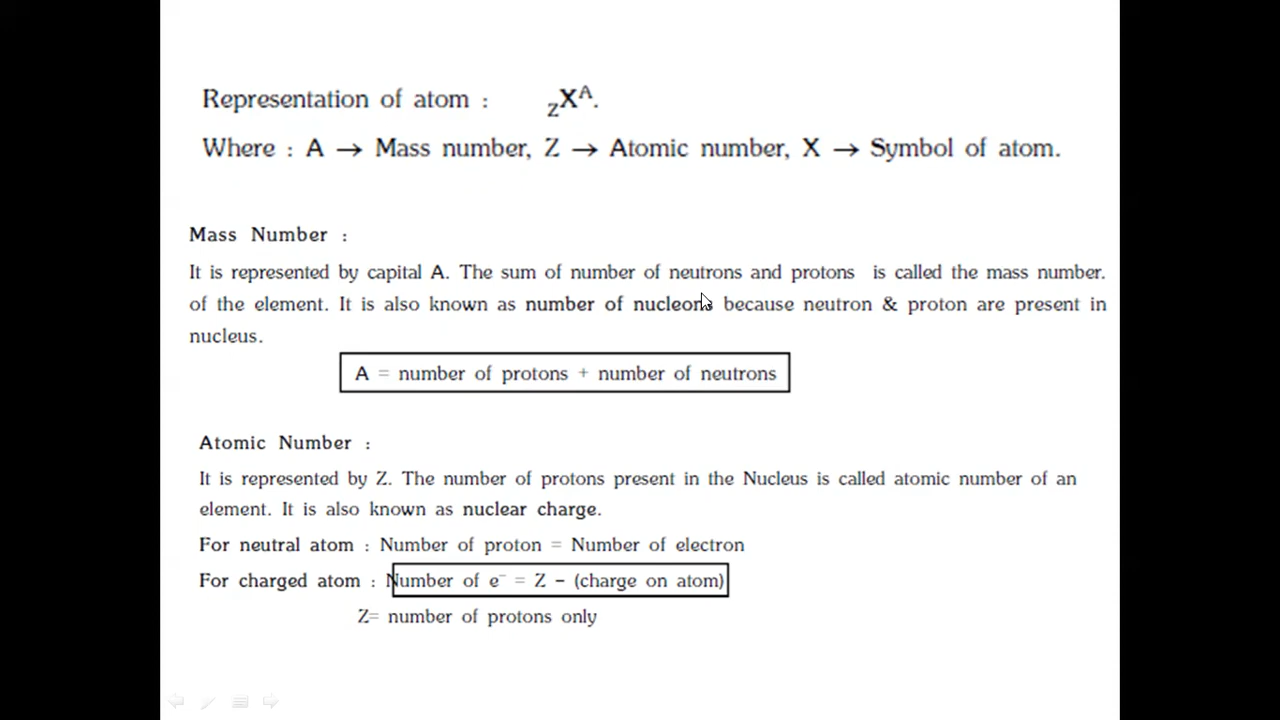 Representation of atom : ZXA.
Where : A → Mass number, Z → Atomic number, X → Symbol of atom.
Mass Number :
It is represented by capital A. The sum of number of neutrons and protons is called the mass number.
of the element. It is also known as number of nucleons because neutron & proton are present in
nucleus.
A = number of protons + number of neutrons
Atomic Number :
It is represented by Z. The number of protons present in the Nucleus is called atomic number of an
element. It is also known as nuclear charge.
For neutral atom : Number of proton = Number of electron
For charged atom : Number of e⁻ = Z – (charge on atom)
Z= number of protons only